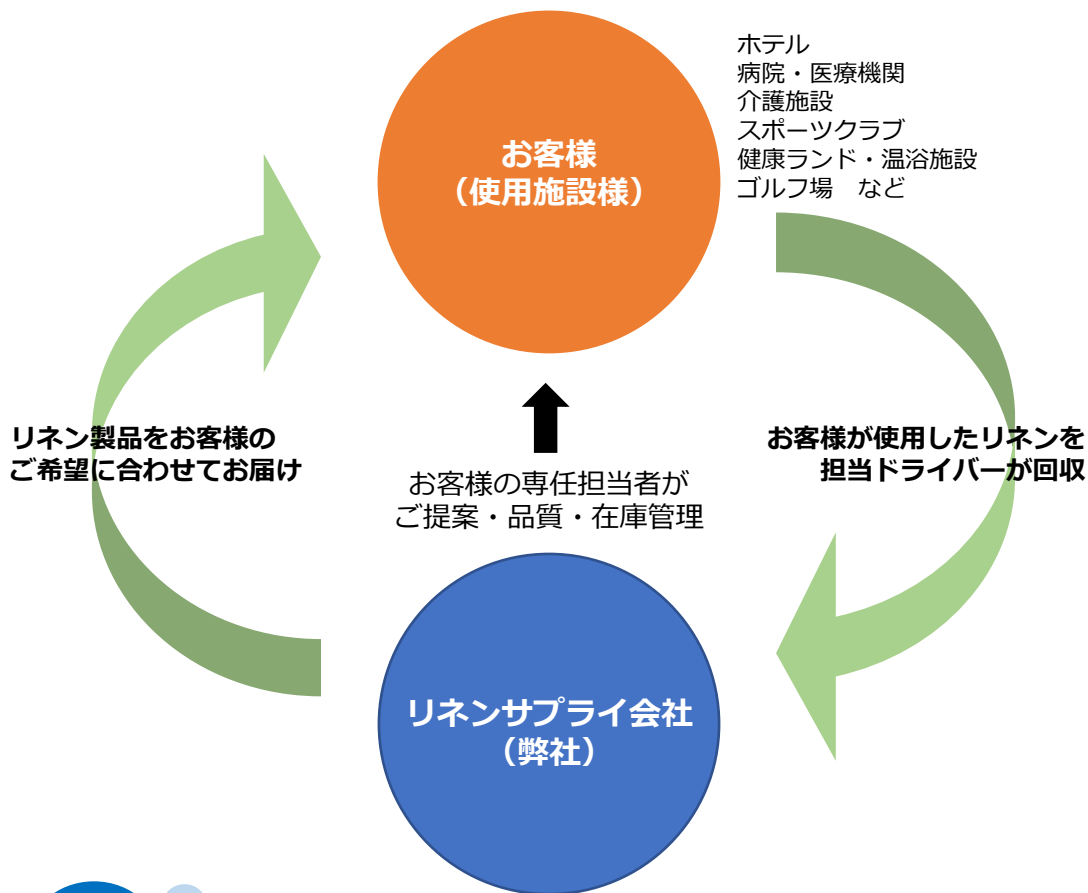 ホテル
病院・医療機関
介護施設
スポーツクラブ
健康ランド・温浴施設
ゴルフ場　など
お客様
（使用施設様）
リネン製品をお客様の
ご希望に合わせてお届け
お客様が使用したリネンを
担当ドライバーが回収
お客様の専任担当者が
ご提案・品質・在庫管理
リネンサプライ会社
（弊社）